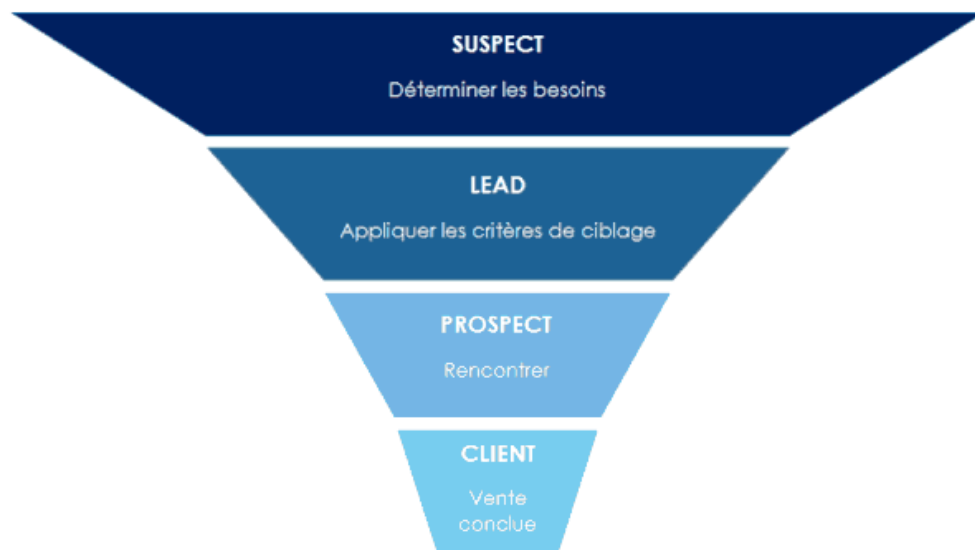 SUSPECT
Déterminer les besoins
LEAD
Appliquer les critères de ciblage
PROSPECT
Rencontrer
CLIENT
Vente
conclue